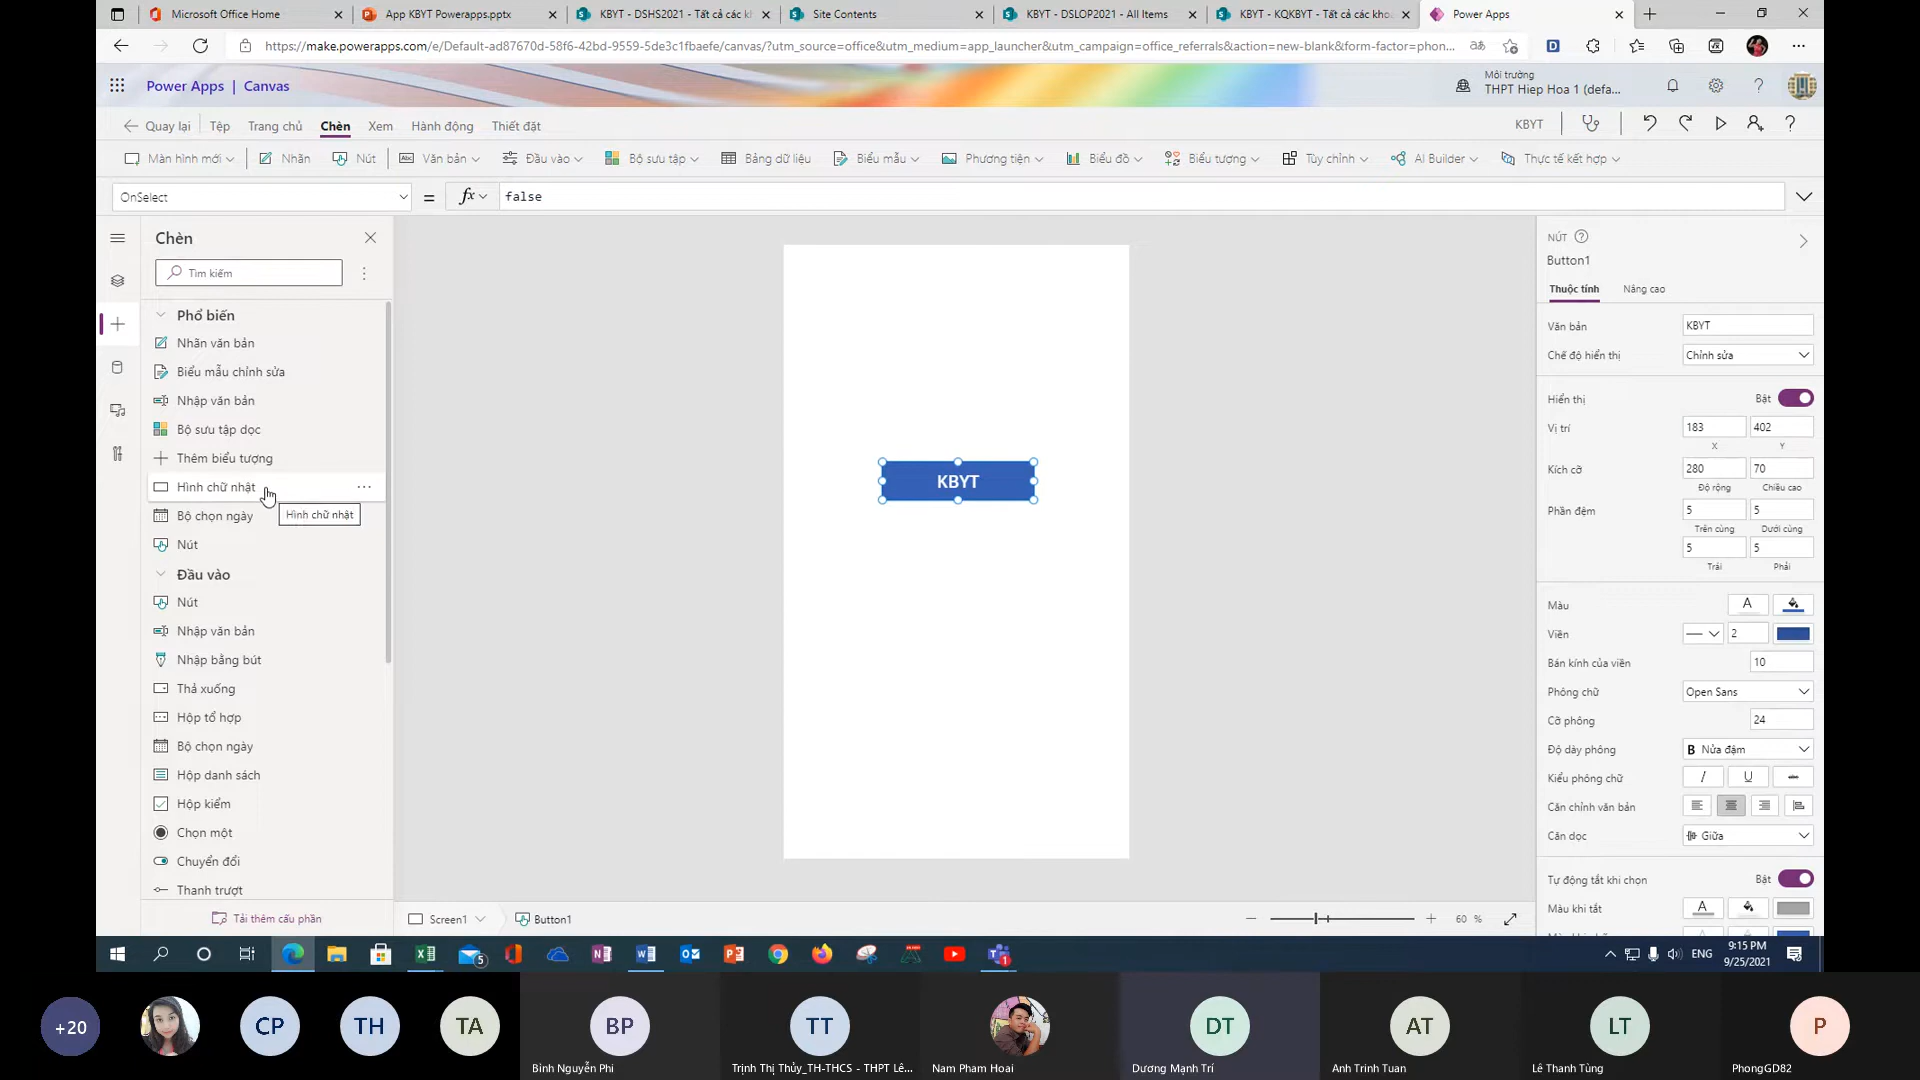 Microsoft Office Home
App KBYT Powerapps.pptx
KBYT - DSHS2021 - Tất cả các kh
Site Contents
KBYT - DSLOP2021 - All Items
KBYT - KQKBYT - Tất cả các kho
Power Apps
https://make.powerapps.com/e/Default-ad87670d-58f6-42bd-9559-5de3c1fbaefe/canvas/?utm_source=office&utm_medium=app_launcher&utm_campaign=office_referrals&action=new-blank&form-factor=phon...
Power Apps | Canvas
Môi trường
THPT Hiep Hoa 1 (defa...
Quay lại
Tệp
Trang chủ
Chèn
Xem
Hành động
Thiết đặt
KBYT
Màn hình mới
Nhãn
Nút
Văn bản
Đầu vào
Bộ sưu tập
Bảng dữ liệu
Biểu mẫu
Phương tiện
Biểu đồ
Biểu tượng
Tùy chỉnh
AI Builder
Thực tế kết hợp
OnSelect
=
fx
false
Chèn
Tìm kiếm
Phổ biến
Nhãn văn bản
Biểu mẫu chỉnh sửa
Nhập văn bản
Bộ sưu tập dọc
Thêm biểu tượng
Hình chữ nhật
Hình chữ nhật
Bộ chọn ngày
Nút
Đầu vào
Nút
Nhập văn bản
Nhập bằng bút
Thả xuống
Hộp tổ hợp
Bộ chọn ngày
Hộp danh sách
Hộp kiểm
Chọn một
Chuyển đổi
Thanh trượt
Tải thêm cấu phần
KBYT
Screen1
Button1
60 %
NÚT
Button1
Thuộc tính
Nâng cao
Văn bản
KBYT
Chế độ hiển thị
Chỉnh sửa
Hiển thị
Bật
Vị trí
183
402
X
Y
Kích cỡ
280
70
Độ rộng
Chiều cao
Phần đệm
5
5
Trên cùng
Dưới cùng
5
5
Trái
Phải
Màu
A
Viền
2
Bán kính của viền
10
Phông chữ
Open Sans
Cỡ phông
24
Độ dày phông
B Nửa đậm
Kiểu phông chữ
Căn chỉnh văn bản
Căn dọc
Giữa
Tự động tắt khi chọn
Bật
Màu khi tắt
A
ENG
9:15 PM
9/25/2021
+20
CP
TH
TA
BP
Bình Nguyễn Phi
TT
Trịnh Thị Thủy_TH-THCS - THPT Lê...
Nam Pham Hoai
DT
Dương Mạnh Trí
AT
Anh Trinh Tuan
LT
Lê Thanh Tùng
P
PhongGD82